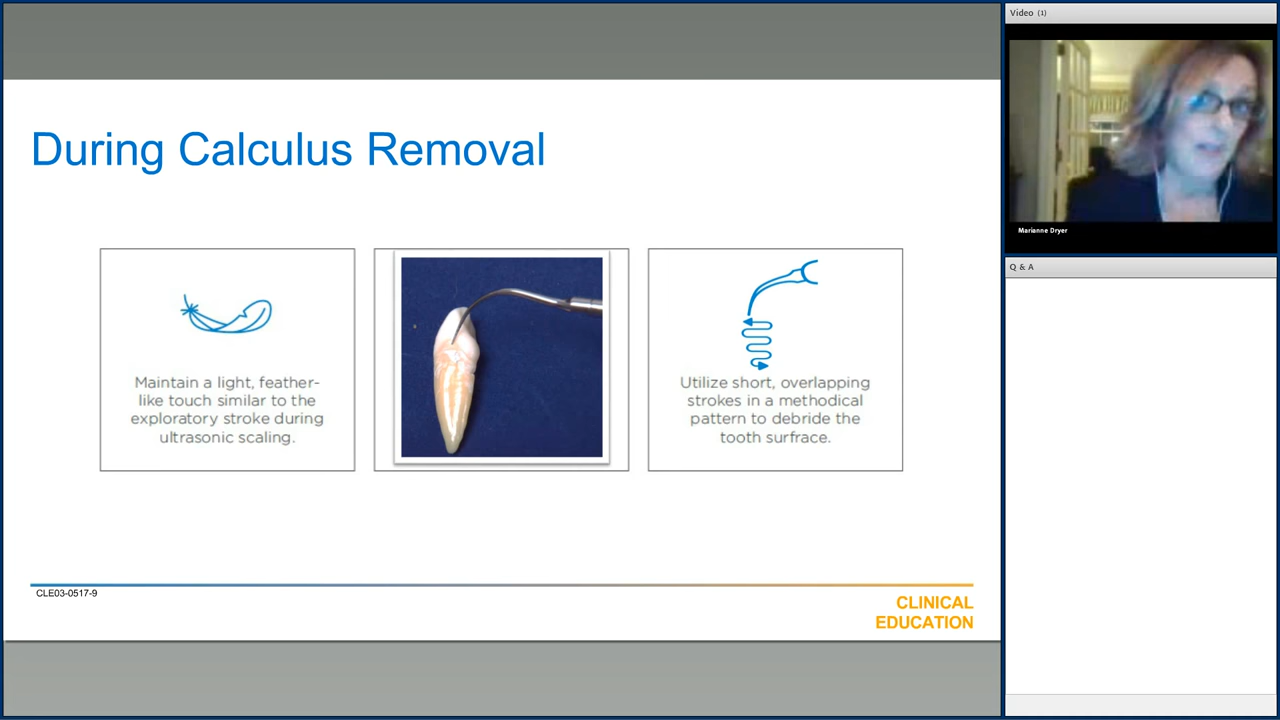 During Calculus Removal
Maintain a light, feather-
like touch similar to the
exploratory stroke during
ultrasonic scaling.
Utilize short, overlapping
strokes in a methodical
pattern to debride the
tooth surfrace.
CLE03-0517-9
CLINICAL
EDUCATION
Video (1)
Marianne Dryer
Q & A